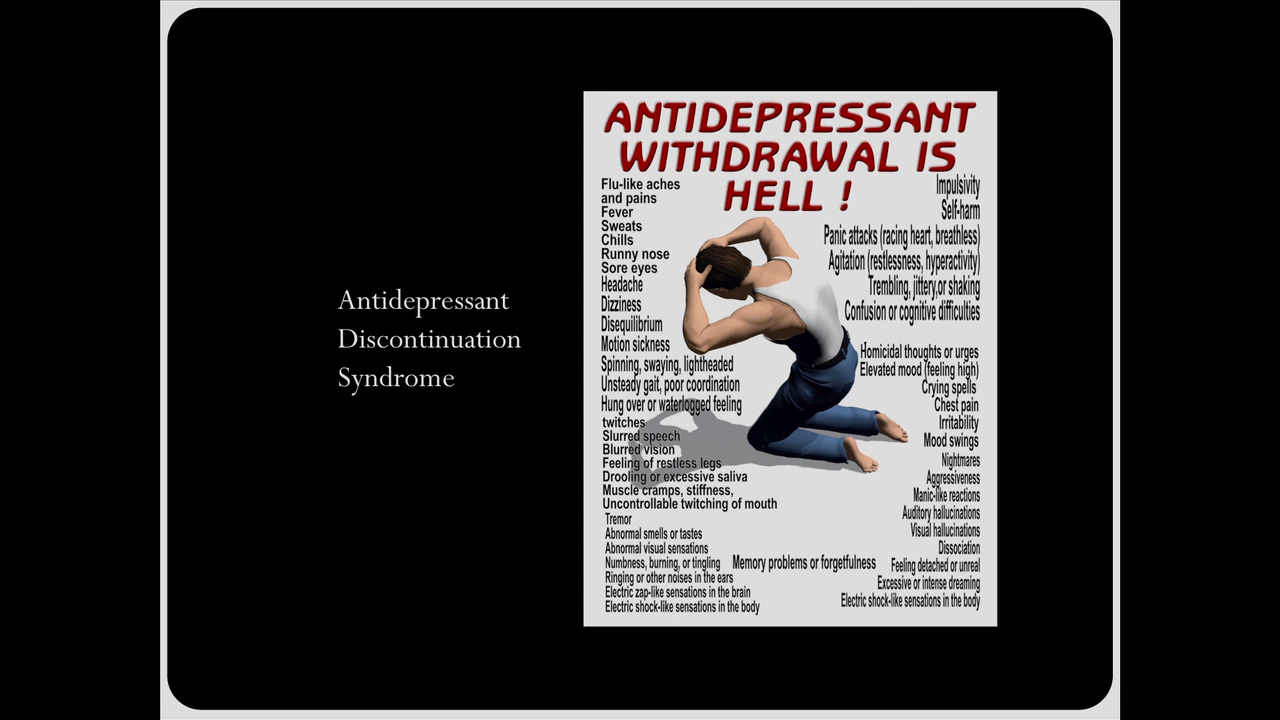 Antidepressant
Discontinuation
Syndrome
ANTIDEPRESSANT
WITHDRAWAL IS
HELL !
Flu-like aches
and pains
Fever
Sweats
Chills
Runny nose
Sore eyes
Headache
Dizziness
Disequilibrium
Motion sickness
Spinning, swaying, lightheaded
Unsteady gait, poor coordination
Hung over or waterlogged feeling
twitches
Slurred speech
Blurred vision
Feeling of restless legs
Drooling or excessive saliva
Muscle cramps, stiffness,
Uncontrollable twitching of mouth
Tremor
Abnormal smells or tastes
Abnormal visual sensations
Numbness, burning, or tingling
Ringing or other noises in the ears
Electric zap-like sensations in the brain
Electric shock-like sensations in the body
Memory problems or forgetfulness
Impulsivity
Self-harm
Panic attacks (racing heart, breathless)
Agitation (restlessness, hyperactivity)
Trembling, jittery,or shaking
Confusion or cognitive difficulties
Homicidal thoughts or urges
Elevated mood (feeling high)
Crying spells
Chest pain
Irritability
Mood swings
Nightmares
Aggressiveness
Manic-like reactions
Auditory hallucinations
Visual hallucinations
Dissociation
Feeling detached or unreal
Excessive or intense dreaming
Electric shock-like sensations in the body